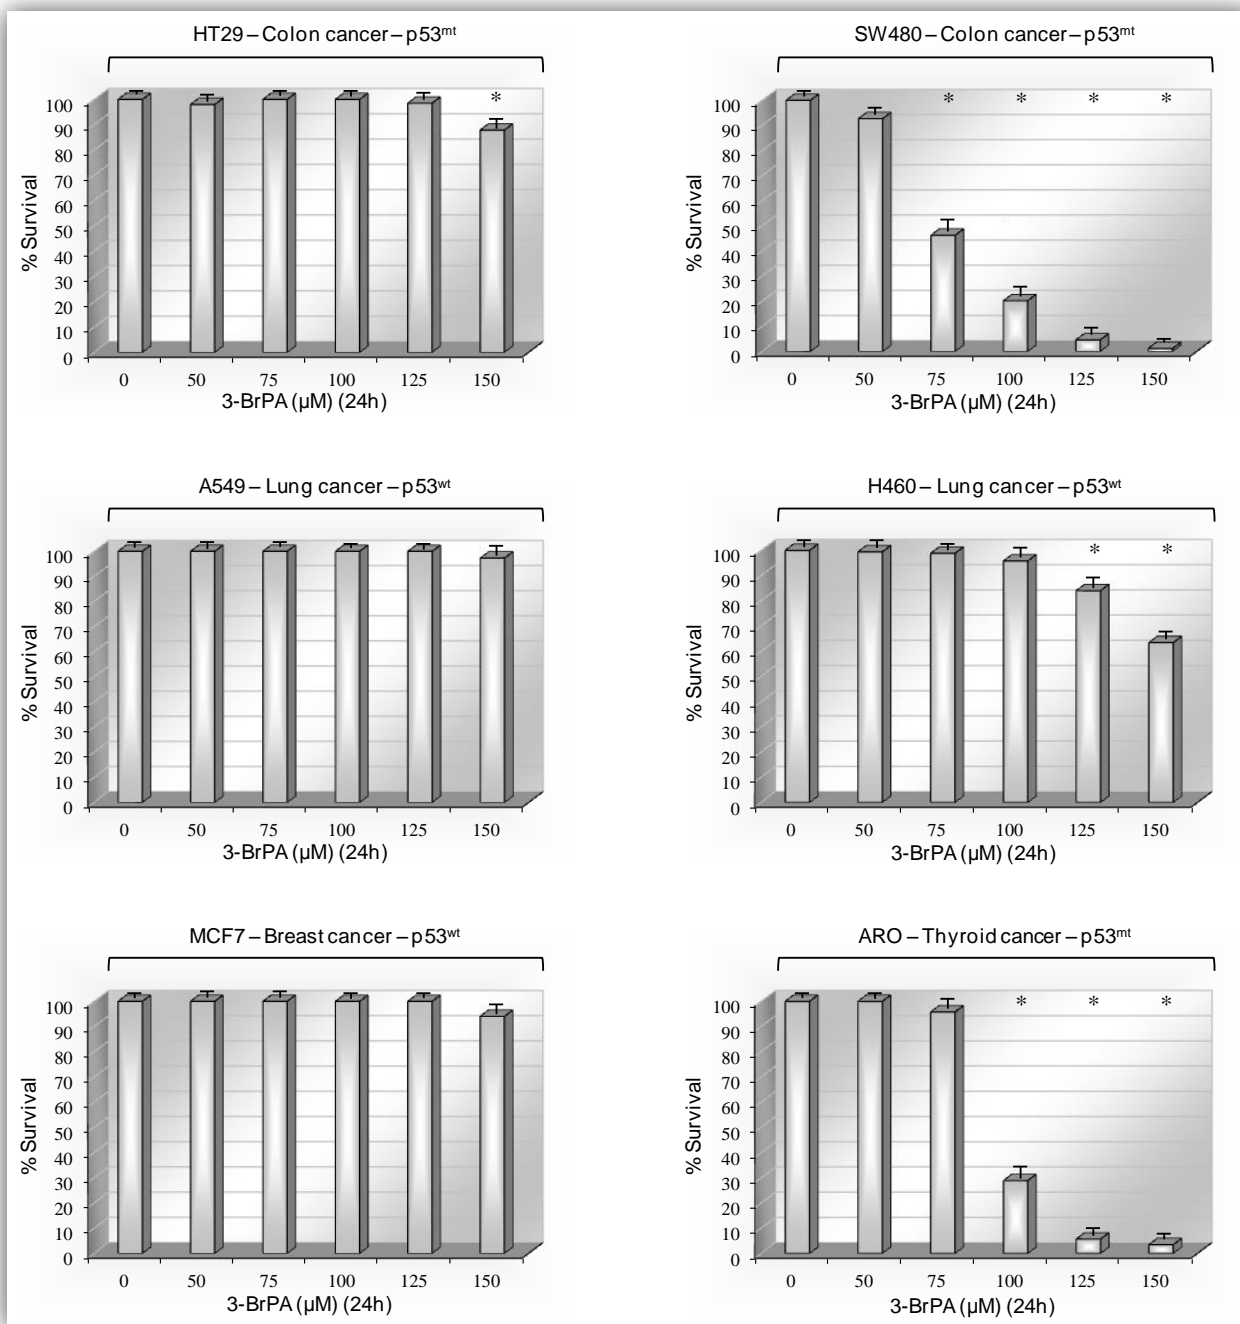 HT29 – Colon cancer – p53ᵐᵗ
*
100
90
80
70
60
50
40
30
20
10
0
% Survival
0 50 75 100 125 150
3-BrPA (µM) (24h)
SW480 – Colon cancer – p53ᵐᵗ
* * * *
100
90
80
70
60
50
40
30
20
10
0
% Survival
0 50 75 100 125 150
3-BrPA (µM) (24h)
A549 – Lung cancer – p53ʷᵗ
100
90
80
70
60
50
40
30
20
10
0
% Survival
0 50 75 100 125 150
3-BrPA (µM) (24h)
H460 – Lung cancer – p53ʷᵗ
* *
100
90
80
70
60
50
40
30
20
10
0
% Survival
0 50 75 100 125 150
3-BrPA (µM) (24h)
MCF7 – Breast cancer – p53ʷᵗ
100
90
80
70
60
50
40
30
20
10
0
% Survival
0 50 75 100 125 150
3-BrPA (µM) (24h)
ARO – Thyroid cancer – p53ᵐᵗ
* * *
100
90
80
70
60
50
40
30
20
10
0
% Survival
0 50 75 100 125 150
3-BrPA (µM) (24h)